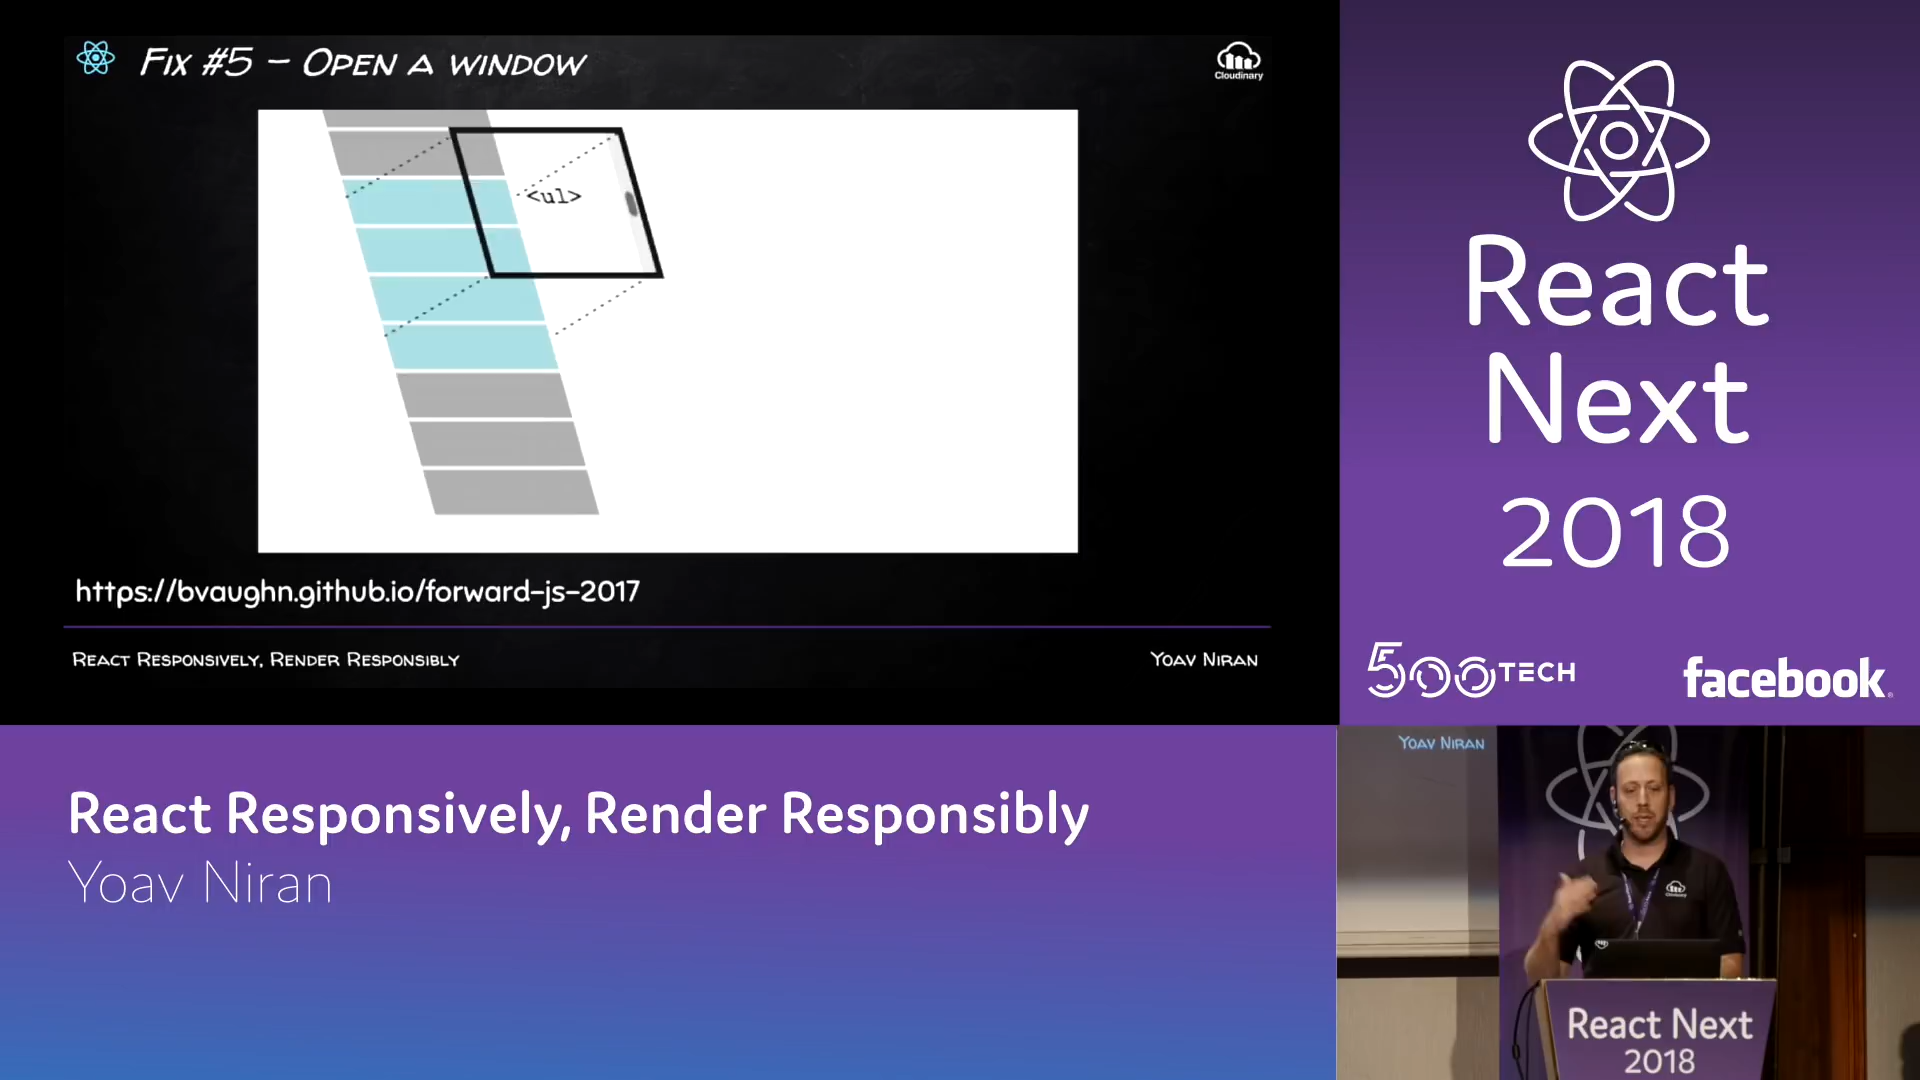 Fix #5 – Open a window
Cloudinary
<ul>
https://bvaughn.github.io/forward-js-2017
React Responsively, Render Responsibly
Yoav Niran
React
Next
2018
500TECH
facebook
React Responsively, Render Responsibly
Yoav Niran
Yoav Niran
Cloudinary
React Next
2018